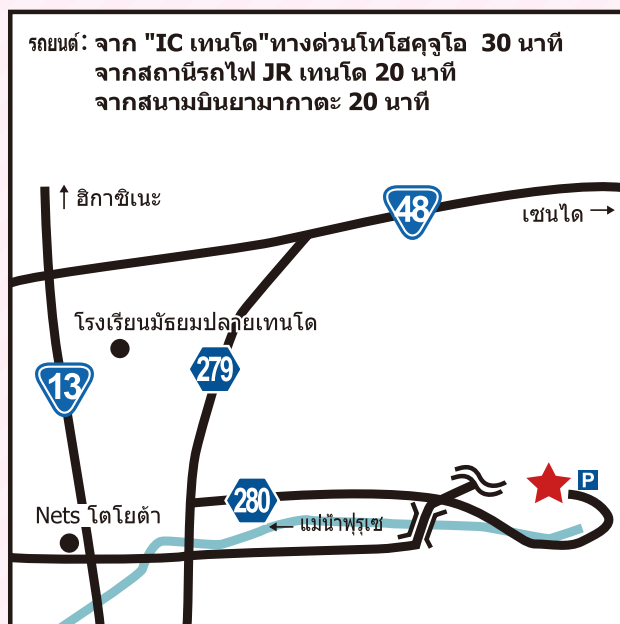 รถยนต์: จาก "IC เทนโด"ทางด่วนโทโฮคุจูโอ 30 นาที
จากสถานีรถไฟ JR เทนโด 20 นาที
จากสนามบินยามากาตะ 20 นาที
↑ ฮิกาซิเนะ
48
เซนได →
โรงเรียนมัธยมปลายเทนโด
279
13
P
280
Nets โตโยต้า
← แม่น้ำฟุรุเซ